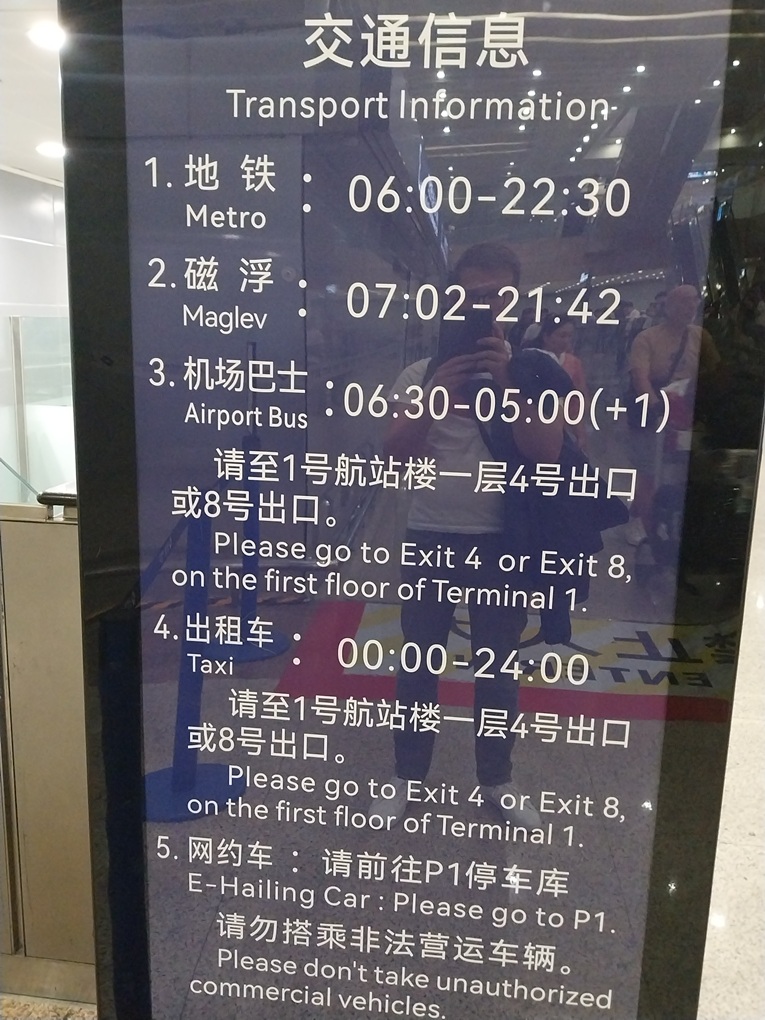 交通信息
Transport Information
1. 地 铁 : 06:00-22:30
Metro
2. 磁 浮 : 07:02-21:42
Maglev
3. 机场巴士 : 06:30-05:00(+1)
Airport Bus
请至1号航站楼一层4号出口
或8号出口。
Please go to Exit 4 or Exit 8,
on the first floor of Terminal 1.
4. 出租车 : 00:00-24:00
Taxi
请至1号航站楼一层4号出口
或8号出口。
Please go to Exit 4 or Exit 8,
on the first floor of Terminal 1.
5. 网约车 : 请前往P1停车库
E-Hailing Car : Please go to P1.
请勿搭乘非法营运车辆。
Please don't take unauthorized
commercial vehicles.